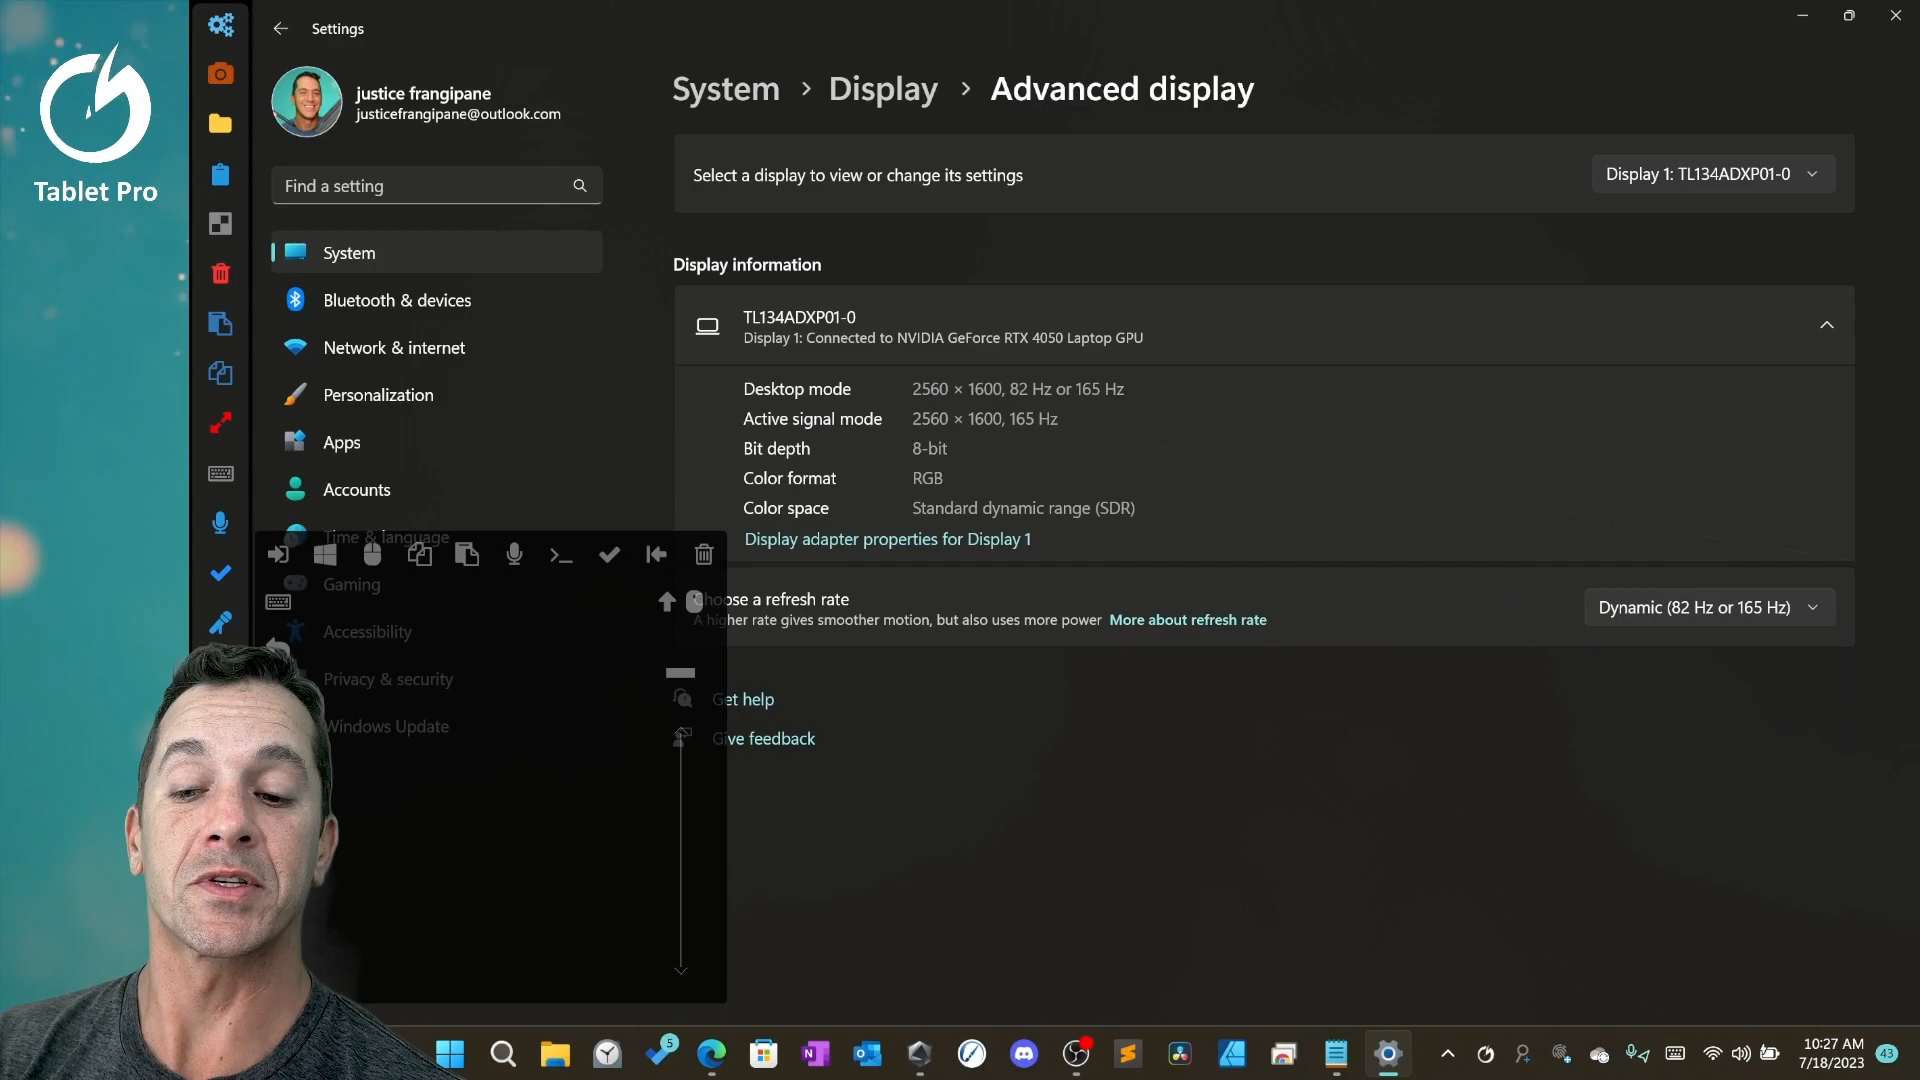 Tablet Pro
Settings
justice frangipane
justicefrangipane@outlook.com
Find a setting
System
Bluetooth & devices
Network & internet
Personalization
Apps
Accounts
Time & language
Gaming
Accessibility
Privacy & security
Windows Update
System > Display > Advanced display
Select a display to view or change its settings
Display 1: TL134ADXP01-0
Display information
TL134ADXP01-0
Display 1: Connected to NVIDIA GeForce RTX 4050 Laptop GPU
Desktop mode 2560 × 1600, 82 Hz or 165 Hz
Active signal mode 2560 × 1600, 165 Hz
Bit depth 8-bit
Color format RGB
Color space Standard dynamic range (SDR)
Display adapter properties for Display 1
Choose a refresh rate
A higher rate gives smoother motion, but also uses more power More about refresh rate
Dynamic (82 Hz or 165 Hz)
Get help
Give feedback
5
10:27 AM
7/18/2023
43